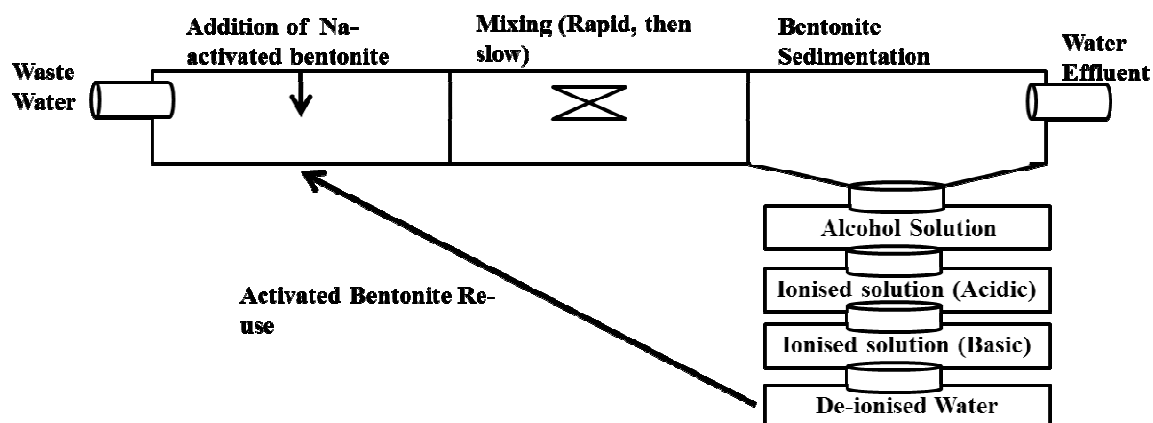 Addition of Na-
activated bentonite
Mixing (Rapid, then
slow)
Bentonite
Sedimentation
Water
Effluent
Waste
Water
Alcohol Solution
Ionised solution (Acidic)
Ionised solution (Basic)
De-ionised Water
Activated Bentonite Re-
use